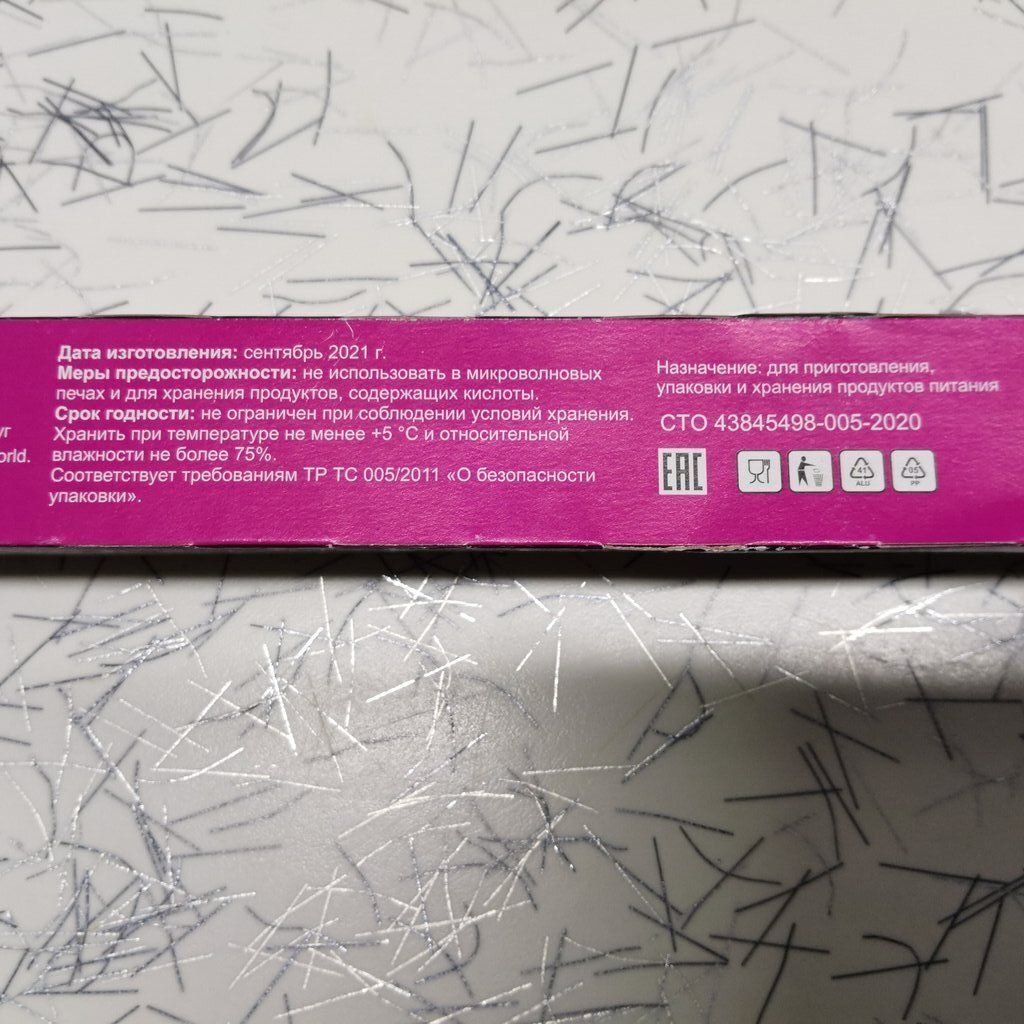 уг
orld.
Дата изготовления: сентябрь 2021 г.
Меры предосторожности: не использовать в микроволновых
печах и для хранения продуктов, содержащих кислоты.
Срок годности: не ограничен при соблюдении условий хранения.
Хранить при температуре не менее +5 °С и относительной
влажности не более 75%.
Соответствует требованиям ТР ТС 005/2011 «О безопасности
упаковки».
Назначение: для приготовления,
упаковки и хранения продуктов питания
СТО 43845498-005-2020
EAC
41
ALU
05
PP